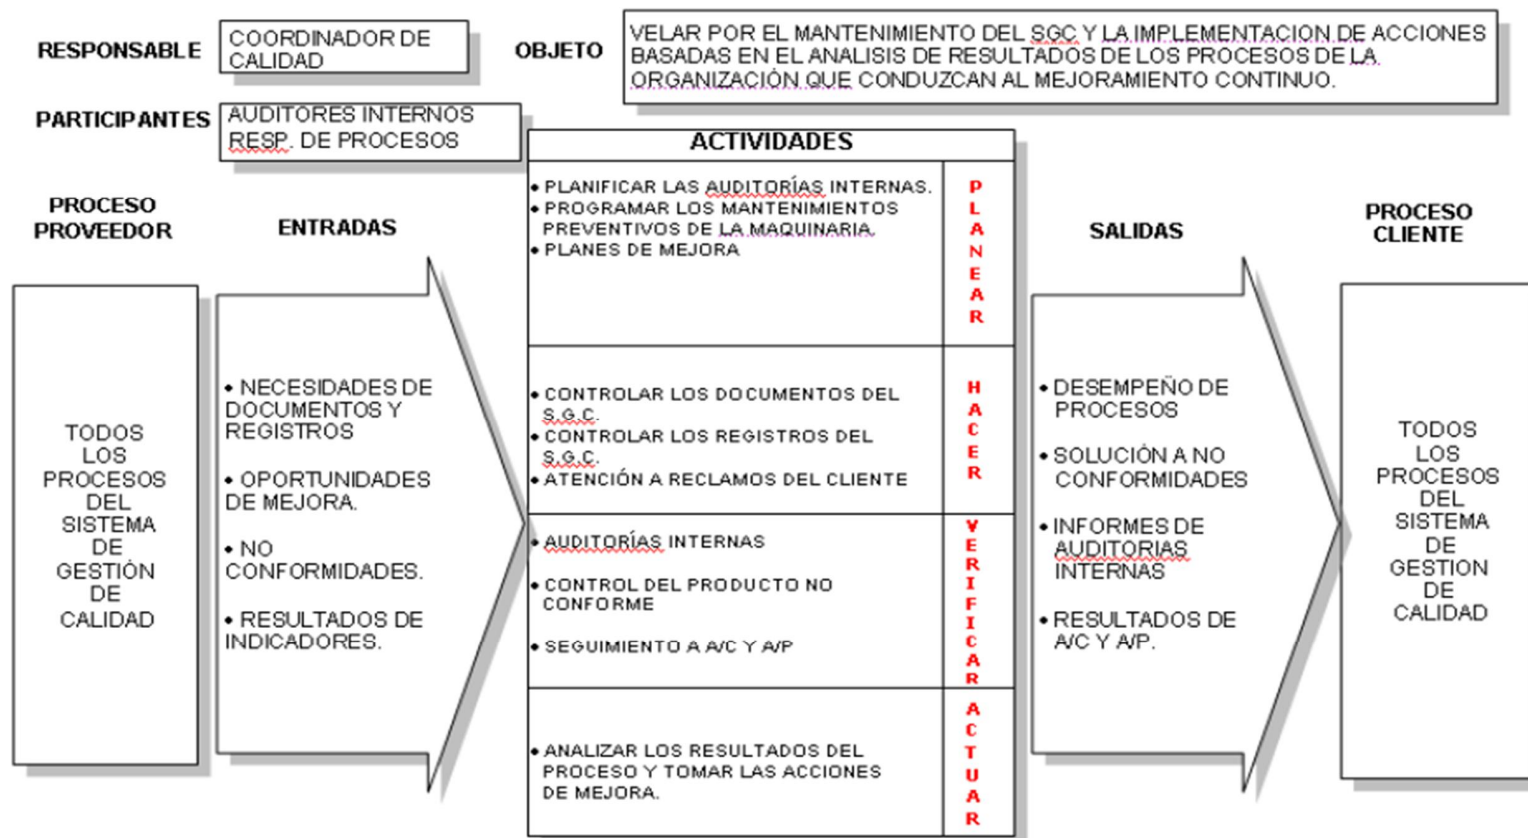 RESPONSABLE
COORDINADOR DE
CALIDAD
OBJETO
VELAR POR EL MANTENIMIENTO DEL SGC Y LA IMPLEMENTACION DE ACCIONES
BASADAS EN EL ANALISIS DE RESULTADOS DE LOS PROCESOS DE LA
ORGANIZACIÓN QUE CONDUZCAN AL MEJORAMIENTO CONTINUO.
PARTICIPANTES
AUDITORES INTERNOS
RESP. DE PROCESOS
PROCESO
PROVEEDOR
TODOS
LOS
PROCESOS
DEL
SISTEMA
DE
GESTIÓN
DE
CALIDAD
ENTRADAS
• NECESIDADES DE
DOCUMENTOS Y
REGISTROS
• OPORTUNIDADES
DE MEJORA.
• NO
CONFORMIDADES.
• RESULTADOS DE
INDICADORES.
ACTIVIDADES
• PLANIFICAR LAS AUDITORÍAS INTERNAS.
• PROGRAMAR LOS MANTENIMIENTOS
PREVENTIVOS DE LA MAQUINARIA.
• PLANES DE MEJORA
PLANEAR
• CONTROLAR LOS DOCUMENTOS DEL
S.G.C.
• CONTROLAR LOS REGISTROS DEL
S.G.C.
• ATENCIÓN A RECLAMOS DEL CLIENTE
HACER
• AUDITORÍAS INTERNAS
• CONTROL DEL PRODUCTO NO
CONFORME
• SEGUIMIENTO A A/C Y A/P
VERIFICAR
• ANALIZAR LOS RESULTADOS DEL
PROCESO Y TOMAR LAS ACCIONES
DE MEJORA.
ACTUAR
SALIDAS
• DESEMPEÑO DE
PROCESOS
• SOLUCIÓN A NO
CONFORMIDADES
• INFORMES DE
AUDITORIAS
INTERNAS
• RESULTADOS DE
A/C Y A/P.
PROCESO
CLIENTE
TODOS
LOS
PROCESOS
DEL
SISTEMA
DE
GESTION
DE
CALIDAD